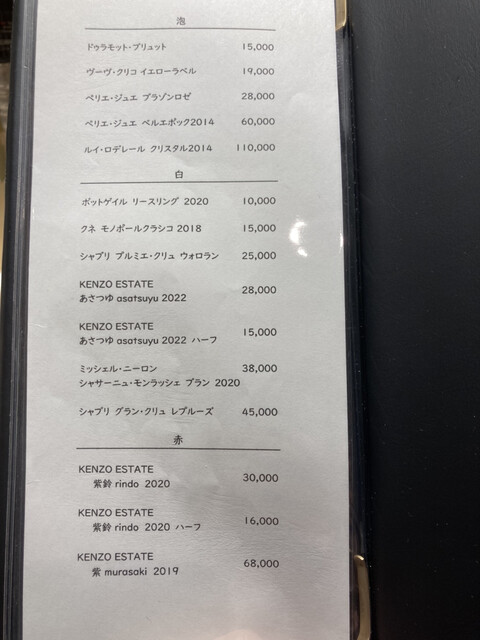 泡
ドゥラモット・ブリュット 15,000
ヴーヴ・クリコ イエローラベル 19,000
ペリエ・ジュエ ブラゾンロゼ 28,000
ペリエ・ジュエ ベルエポック2014 60,000
ルイ・ロデレール クリスタル2014 110,000
白
ボットゲイル リースリング 2020 10,000
クネ モノポールクラシコ 2018 15,000
シャブリ プルミエ・クリュ ヴォロラン 25,000
KENZO ESTATE
あさつゆ asatsuyu 2022 28,000
KENZO ESTATE
あさつゆ asatsuyu 2022 ハーフ 15,000
ミッシェル・ニーロン 38,000
シャサーニュ・モンラッシェ ブラン 2020
シャブリ グラン・クリュ レブルーズ 45,000
赤
KENZO ESTATE
紫鈴 rindo 2020 30,000
KENZO ESTATE
紫鈴 rindo 2020 ハーフ 16,000
KENZO ESTATE
紫 murasaki 2019 68,000